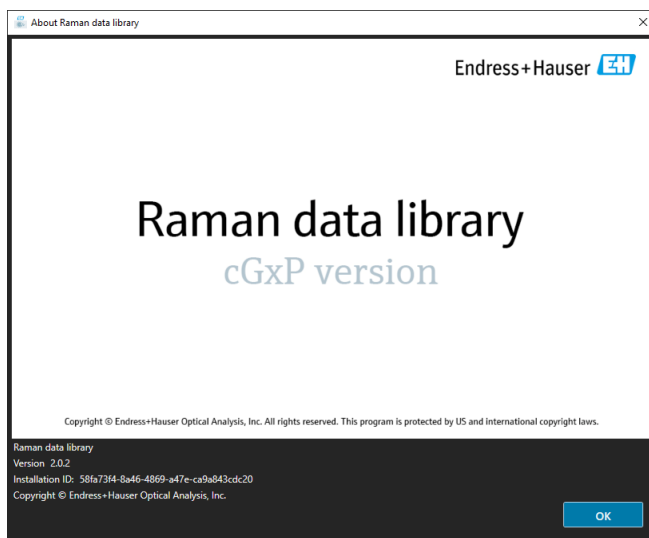 About Raman data library
Endress+Hauser EH
Raman data library
cGxP version
Copyright © Endress+Hauser Optical Analysis, Inc. All rights reserved. This program is protected by US and international copyright laws.
Raman data library
Version 2.0.2
Installation ID: 58fa73f4-8a46-4869-a47e-ca9a843cdc20
Copyright © Endress+Hauser Optical Analysis, Inc.
OK